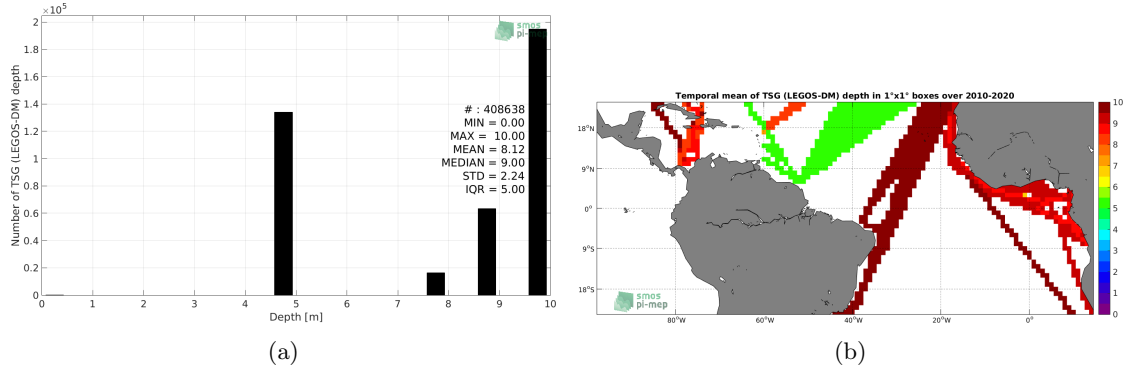 ×10⁵
2
1.8
1.6
1.4
1.2
1
0.8
0.6
0.4
0.2
0
Number of TSG (LEGOS-DM) depth
smos
pi-mep
# : 408638
MIN = 0.00
MAX = 10.00
MEAN = 8.12
MEDIAN = 9.00
STD = 2.24
IQR = 5.00
0 1 2 3 4 5 6 7 8 9 10
Depth [m]
(a)
Temporal mean of TSG (LEGOS-DM) depth in 1°x1° boxes over 2010-2020
18°N
9°N
0°
9°S
18°S
smos
pi-mep
80°W 60°W 40°W 20°W 0°
10
9
8
7
6
5
4
3
2
1
0
(b)